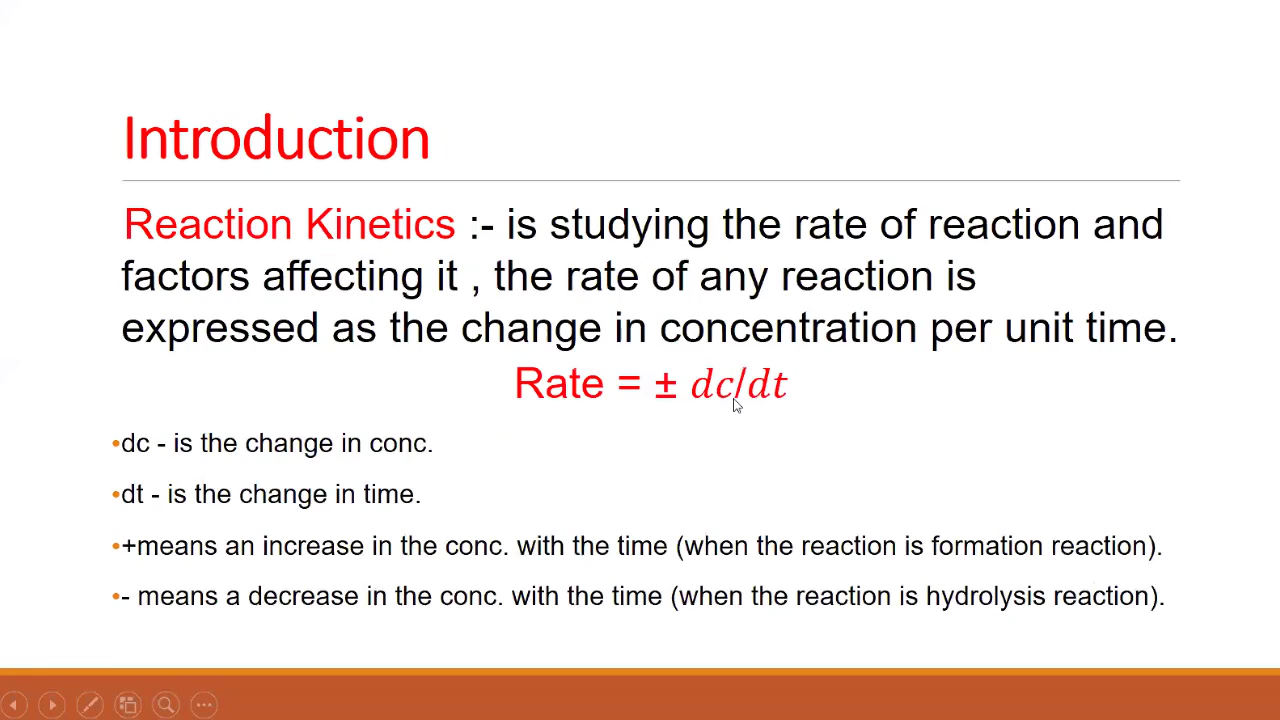 Introduction
Reaction Kinetics :- is studying the rate of reaction and
factors affecting it , the rate of any reaction is
expressed as the change in concentration per unit time.
Rate = ± dc/dt
•dc - is the change in conc.
•dt - is the change in time.
•+means an increase in the conc. with the time (when the reaction is formation reaction).
•- means a decrease in the conc. with the time (when the reaction is hydrolysis reaction).